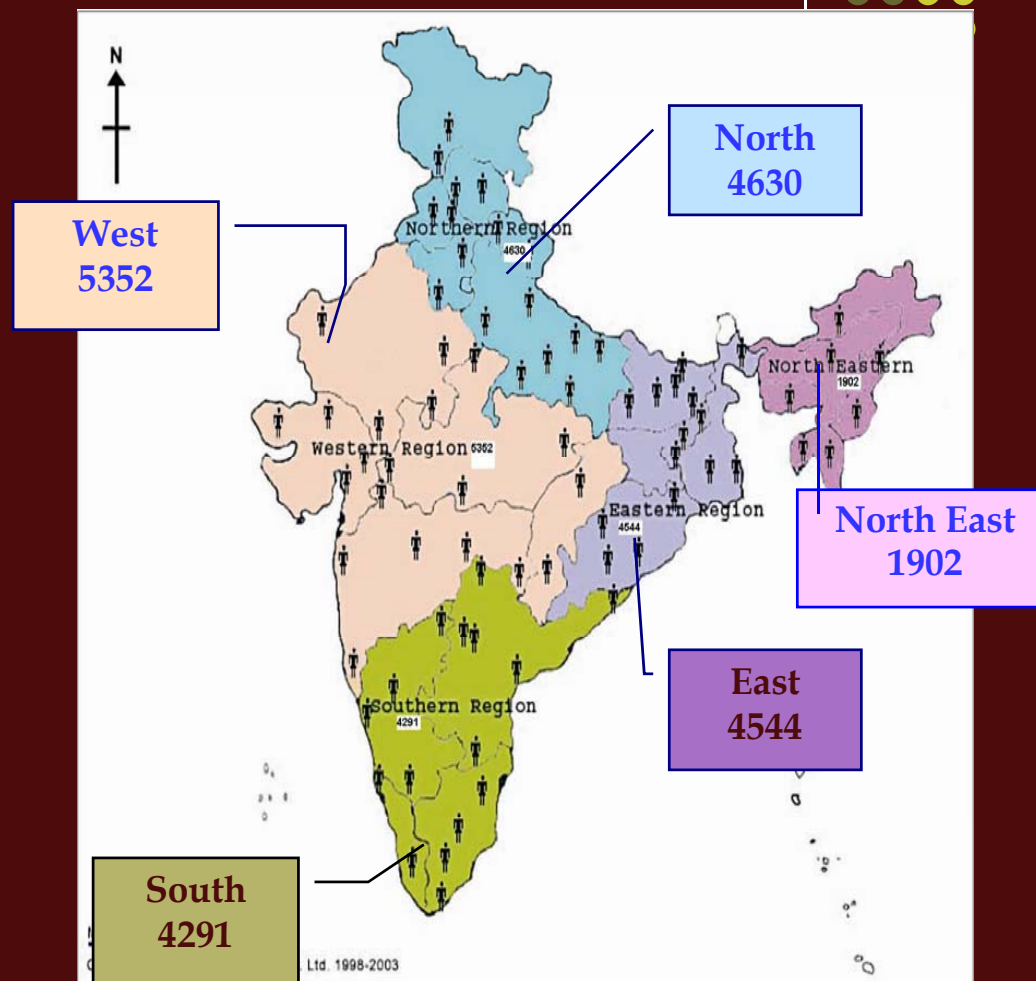 N
North
4630
West
5352
Northern Region
4630
North Eastern
1902
Western Region 5352
Eastern Region
4544
North East
1902
East
4544
Southern Region
4291
South
4291
Ltd. 1998-2003